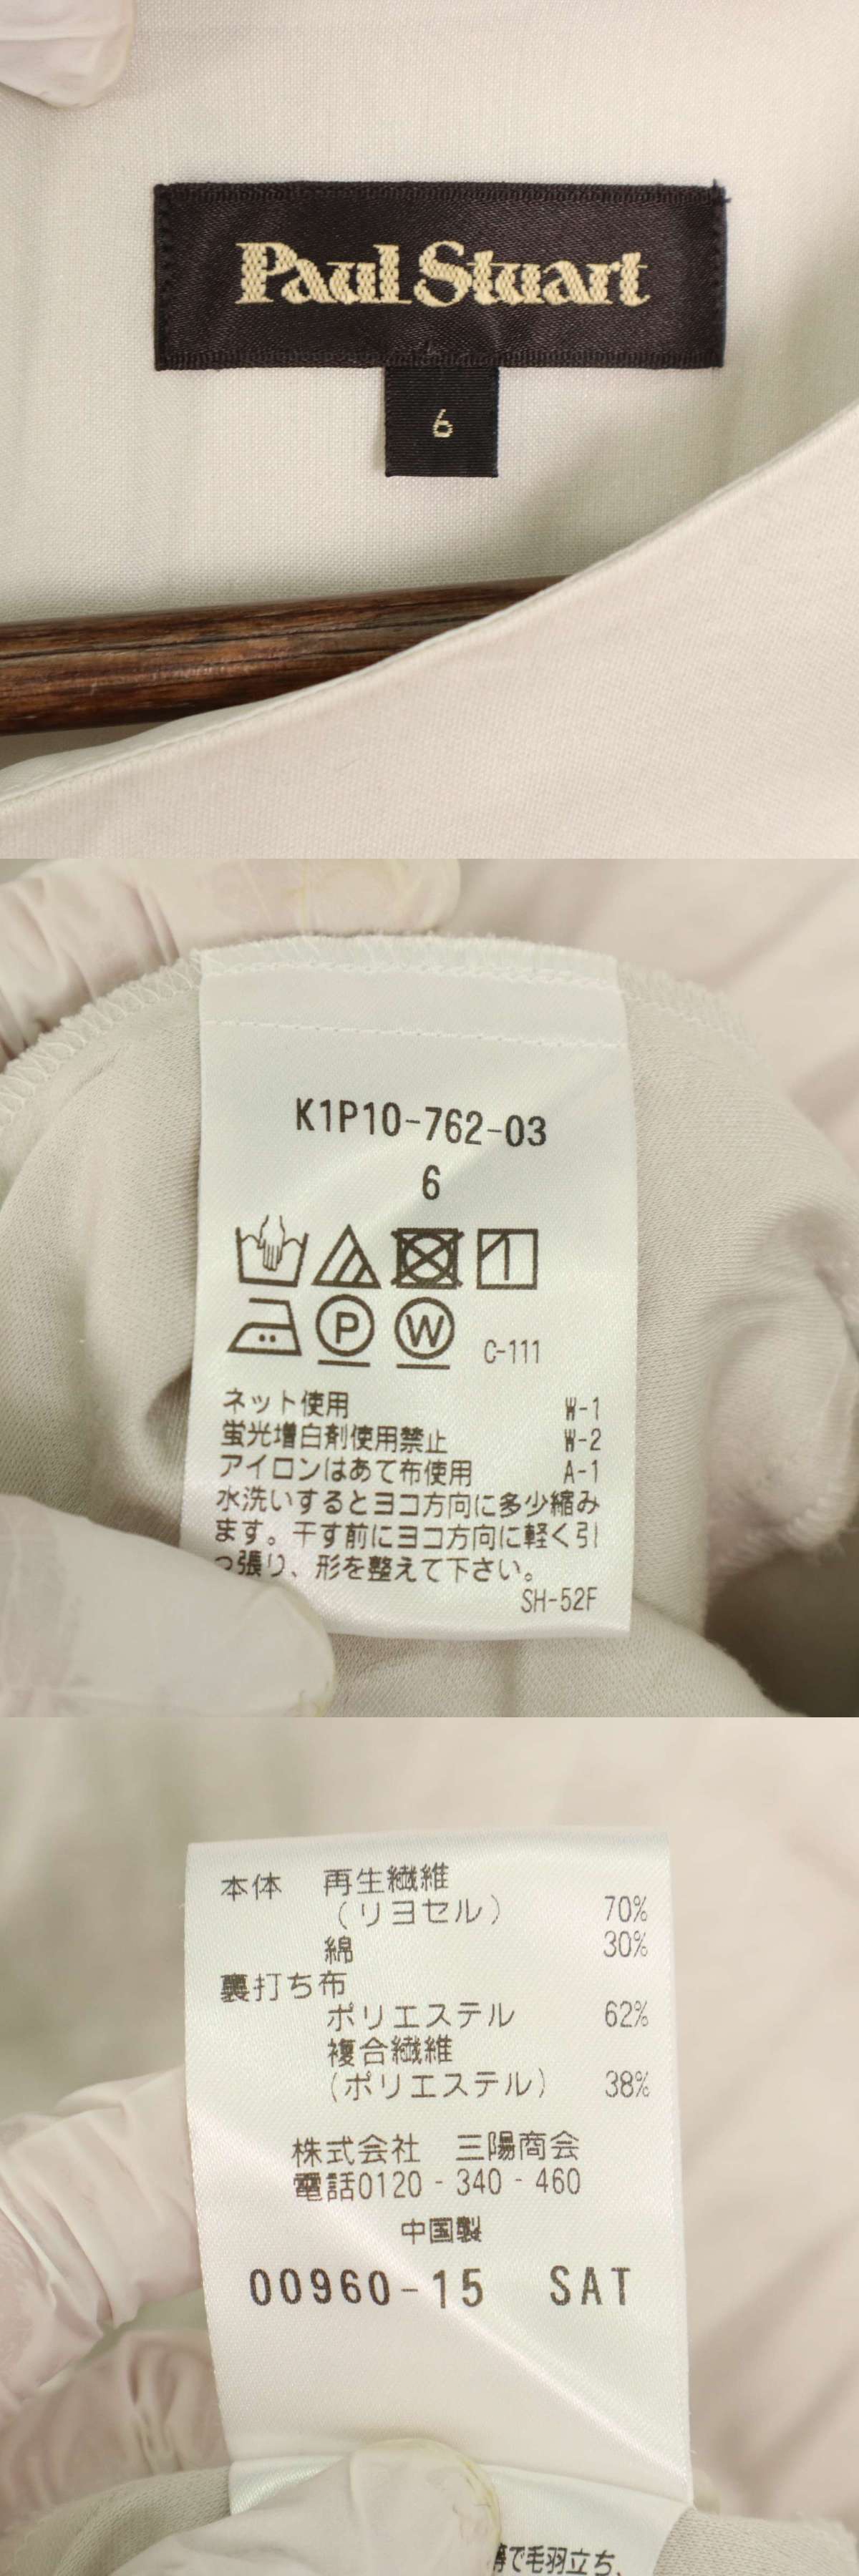 Paul Stuart
6
K1P10-762-03
6
P W C-111
ネット使用 W-1
蛍光増白剤使用禁止 W-2
アイロンはあて布使用 A-1
水洗いするとヨコ方向に多少縮み
ます。干す前にヨコ方向に軽く引
っ張り、形を整えて下さい。
SH-52F
本体 再生繊維
(リヨセル) 70%
綿 30%
裏打ち布
ポリエステル 62%
複合繊維
(ポリエステル) 38%
株式会社 三陽商会
電話0120-340-460
中国製
00960-15 SAT
で毛羽立ち、